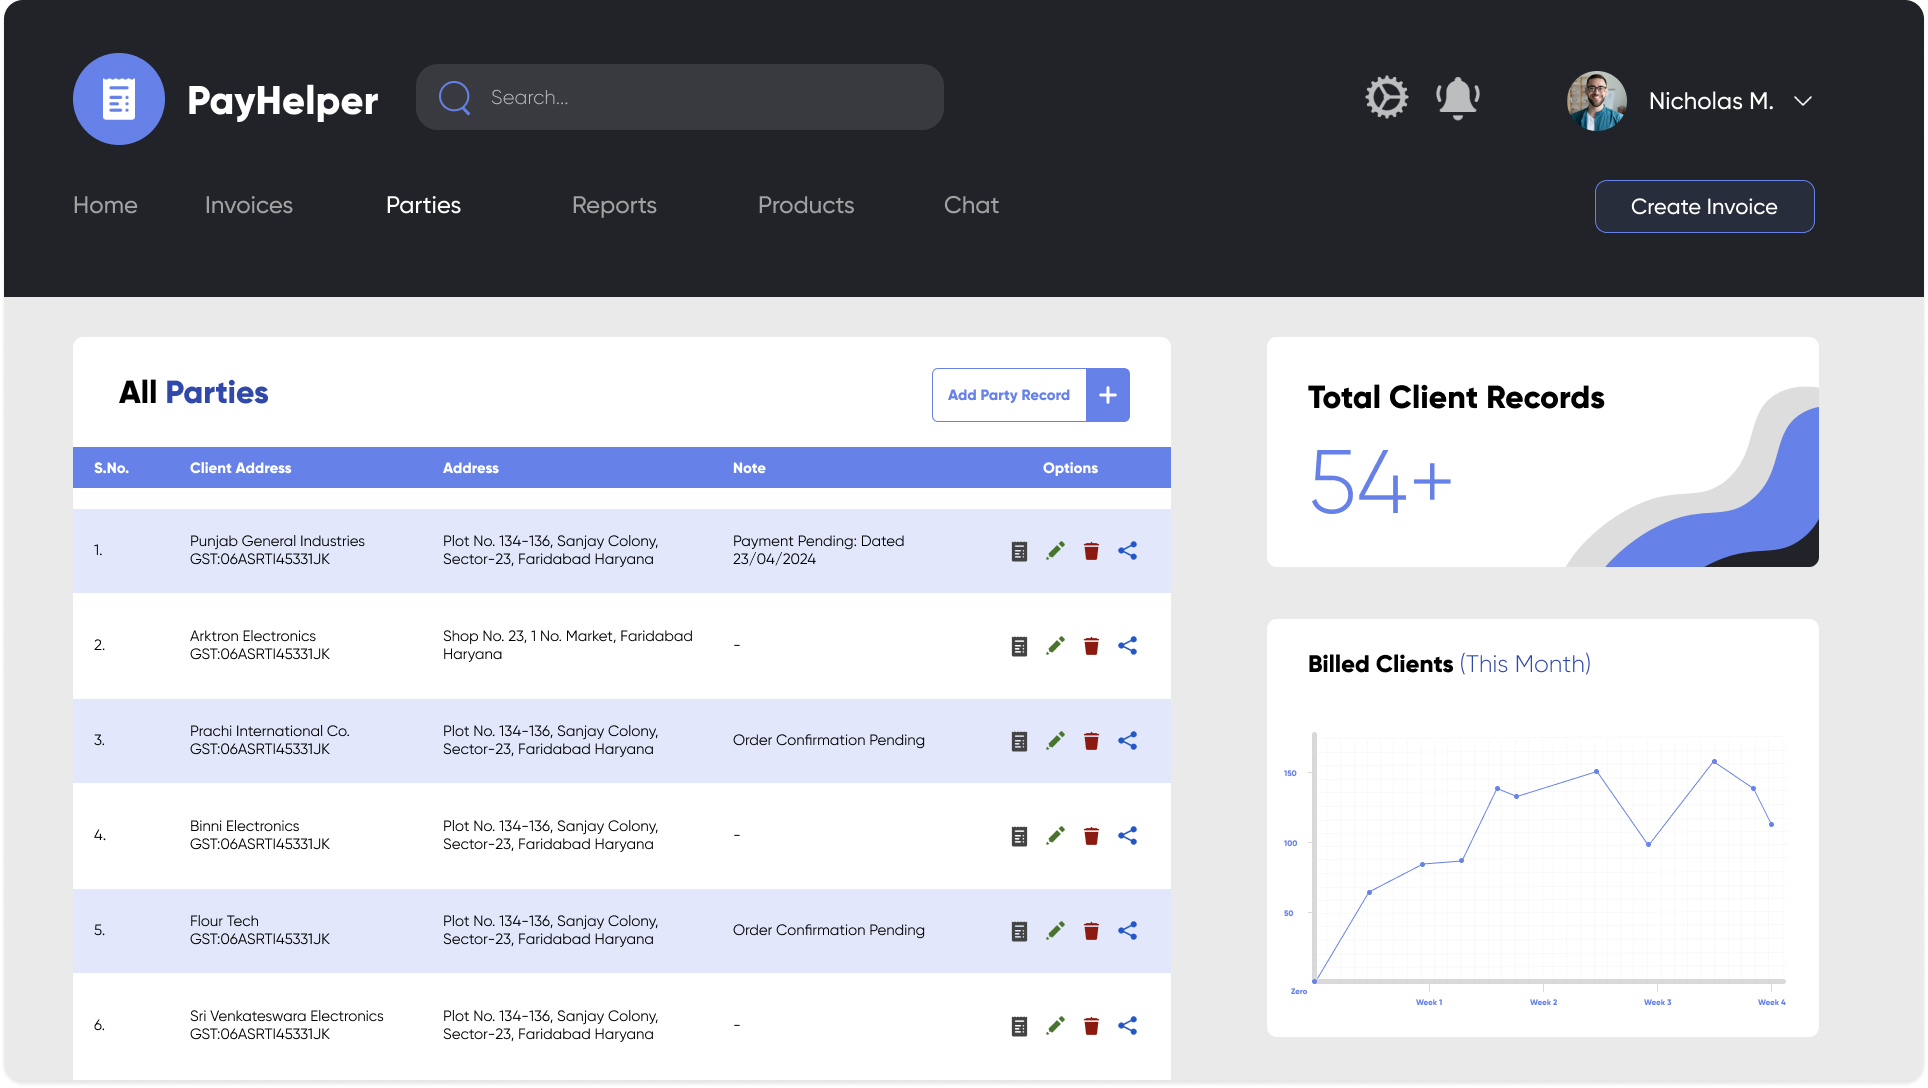 PayHelper
Search...
Nicholas M.
Home
Invoices
Parties
Reports
Products
Chat
Create Invoice
All Parties
Add Party Record
+
S.No.
Client Address
Address
Note
Options
1.
Punjab General Industries
GST:06ASRTI45331JK
Plot No. 134-136, Sanjay Colony,
Sector-23, Faridabad Haryana
Payment Pending: Dated
23/04/2024
2.
Arktron Electronics
GST:06ASRTI45331JK
Shop No. 23, 1 No. Market, Faridabad
Haryana
-
3.
Prachi International Co.
GST:06ASRTI45331JK
Plot No. 134-136, Sanjay Colony,
Sector-23, Faridabad Haryana
Order Confirmation Pending
4.
Binni Electronics
GST:06ASRTI45331JK
Plot No. 134-136, Sanjay Colony,
Sector-23, Faridabad Haryana
-
5.
Flour Tech
GST:06ASRTI45331JK
Plot No. 134-136, Sanjay Colony,
Sector-23, Faridabad Haryana
Order Confirmation Pending
6.
Sri Venkateswara Electronics
GST:06ASRTI45331JK
Plot No. 134-136, Sanjay Colony,
Sector-23, Faridabad Haryana
-
Total Client Records
54+
Billed Clients (This Month)
150
100
50
Zero
Week 1
Week 2
Week 3
Week 4